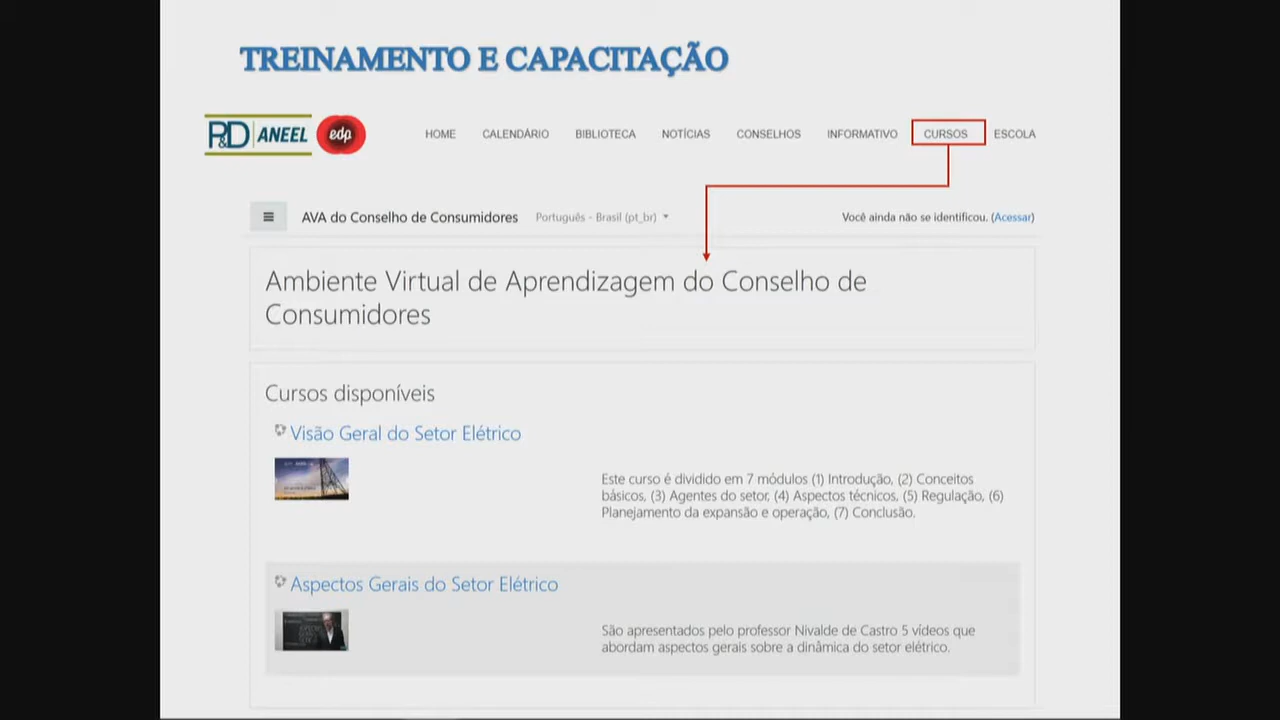 TREINAMENTO E CAPACITAÇÃO
P&D ANEEL edp
HOME CALENDÁRIO BIBLIOTECA NOTÍCIAS CONSELHOS INFORMATIVO CURSOS ESCOLA
AVA do Conselho de Consumidores Português - Brasil (pt_br) Você ainda não se identificou. (Acessar)
Ambiente Virtual de Aprendizagem do Conselho de
Consumidores
Cursos disponíveis
Visão Geral do Setor Elétrico
Este curso é dividido em 7 módulos (1) Introdução, (2) Conceitos
básicos, (3) Agentes do setor, (4) Aspectos técnicos, (5) Regulação, (6)
Planejamento da expansão e operação, (7) Conclusão.
Aspectos Gerais do Setor Elétrico
São apresentados pelo professor Nivalde de Castro 5 vídeos que
abordam aspectos gerais sobre a dinâmica do setor elétrico.